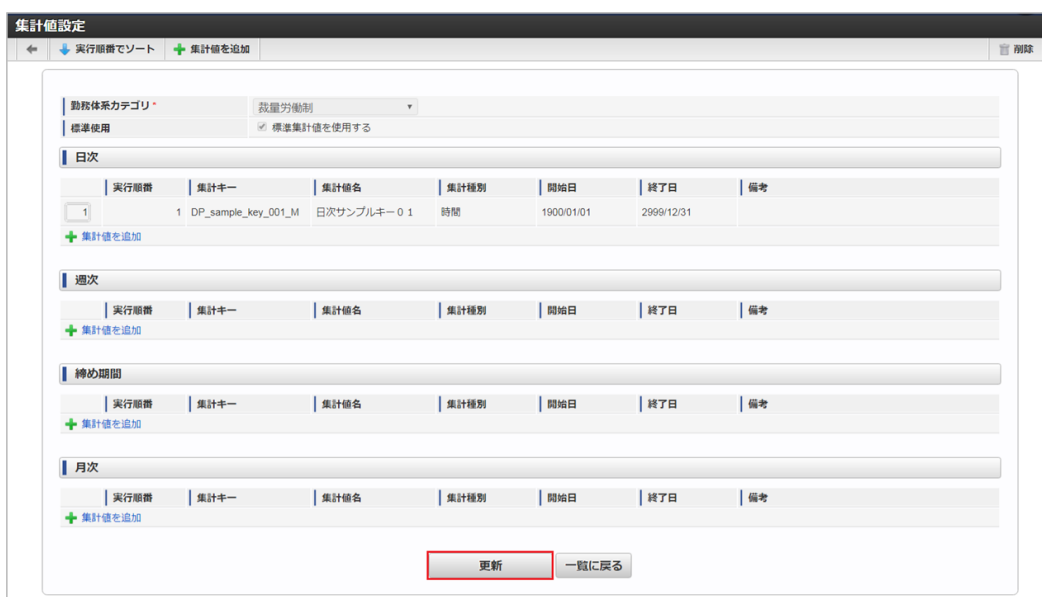 集計値設定
実行順番でソート 集計値を追加 削除
勤務体系カテゴリ * 裁量労働制
標準使用 標準集計値を使用する
日次
実行順番 集計キー 集計値名 集計種別 開始日 終了日 備考
1 1 DP_sample_key_001_M 日次サンプルキー０１ 時間 1900/01/01 2999/12/31
集計値を追加
週次
実行順番 集計キー 集計値名 集計種別 開始日 終了日 備考
集計値を追加
締め期間
実行順番 集計キー 集計値名 集計種別 開始日 終了日 備考
集計値を追加
月次
実行順番 集計キー 集計値名 集計種別 開始日 終了日 備考
集計値を追加
更新 一覧に戻る